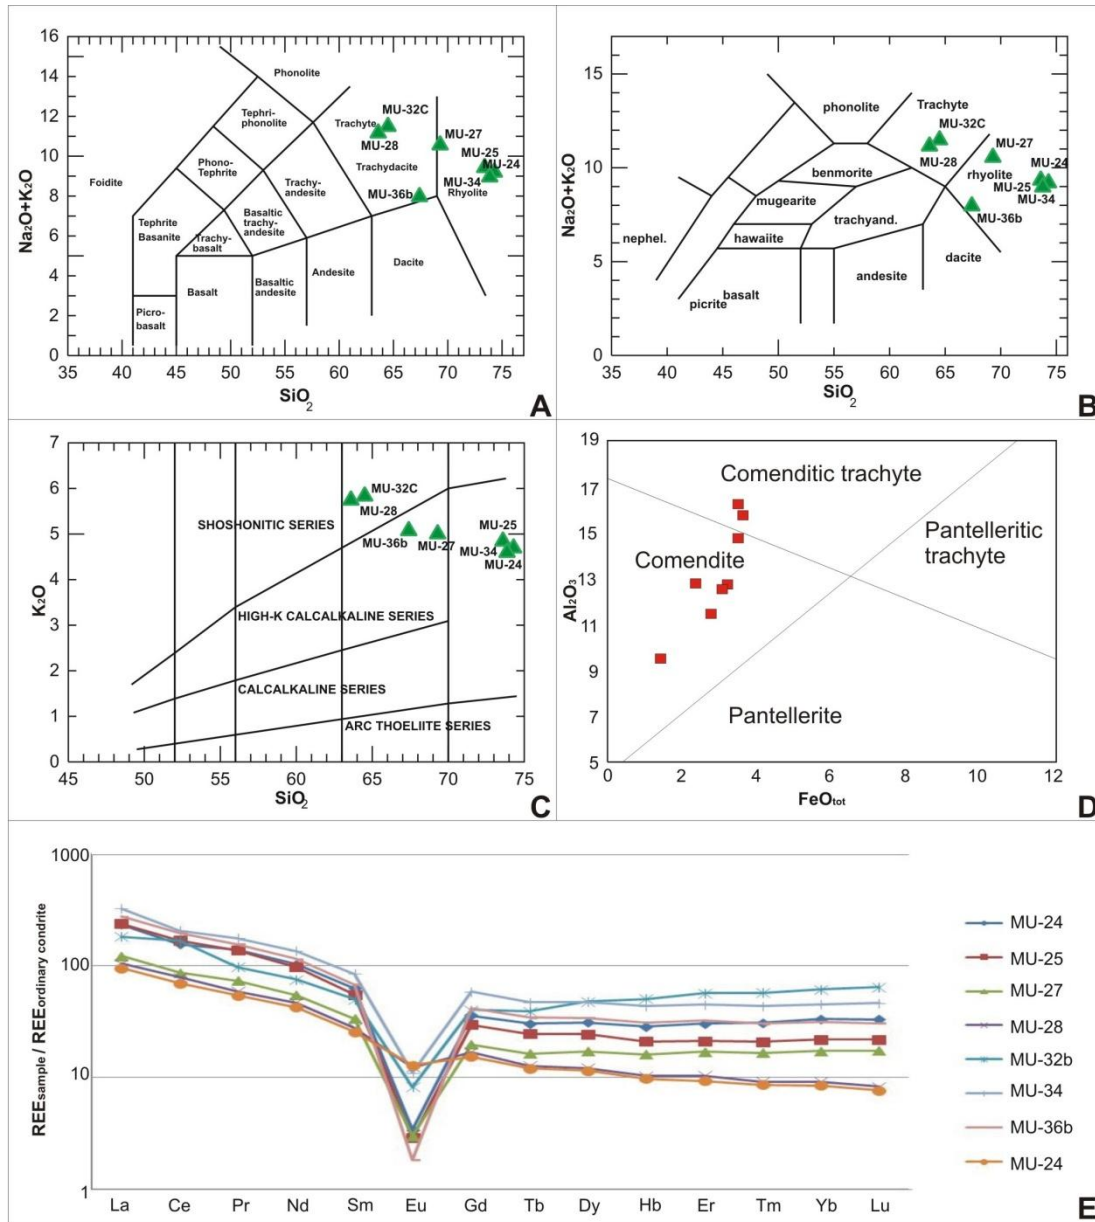 16
14
12
10
8
6
4
2
0
35 40 45 50 55 60 65 70 75
Na2O+K2O
SiO2
Foidite
Phonolite
Tephri-
phonolite
Phono-
Tephrite
Tephrite
Basanite
Trachy-
basalt
Basaltic
trachy-
andesite
Trachy-
andesite
Trachyte
Trachydacite
Picro-
basalt
Basalt
Basaltic
andesite
Andesite
Dacite
Rhyolite
MU-32C
MU-28
MU-27
MU-25
MU-24
MU-34
MU-36b
A
15
10
5
0
35 40 45 50 55 60 65 70 75
Na2O+K2O
SiO2
phonolite
Trachyte
MU-32C
MU-28
MU-27
MU-24
rhyolite
MU-25
MU-34
MU-36b
benmorite
mugearite
trachyand.
nephel.
hawaiite
dacite
andesite
basalt
picrite
B
7
6
5
4
3
2
1
0
45 50 55 60 65 70 75
K2O
SiO2
MU-32C
MU-28
SHOSHONITIC SERIES
MU-36b
MU-27
MU-25
MU-34
MU-24
HIGH-K CALCALKALINE SERIES
CALCALKALINE SERIES
ARC THOELIITE SERIES
C
19
17
15
13
11
9
7
5
0 2 4 6 8 10 12
Al2O3
FeOtot
Comenditic trachyte
Comendite
Pantelleritic
trachyte
Pantellerite
D
1000
100
10
1
REEsample / REEordinary condrite
La Ce Pr Nd Sm Eu Gd Tb Dy Hb Er Tm Yb Lu
MU-24
MU-25
MU-27
MU-28
MU-32b
MU-34
MU-36b
MU-24
E